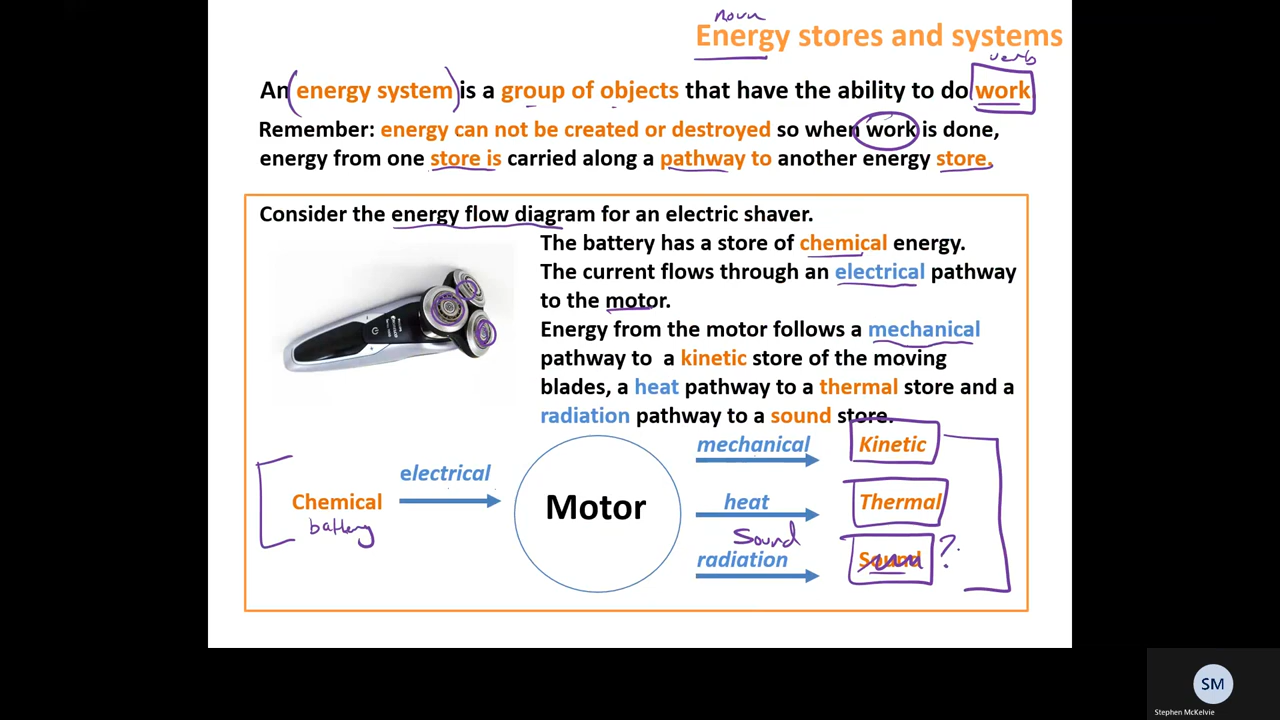 noun
Energy stores and systems
verb
An energy system is a group of objects that have the ability to do work
Remember: energy can not be created or destroyed so when work is done,
energy from one store is carried along a pathway to another energy store.
Consider the energy flow diagram for an electric shaver.
The battery has a store of chemical energy.
The current flows through an electrical pathway
to the motor.
Energy from the motor follows a mechanical
pathway to a kinetic store of the moving
blades, a heat pathway to a thermal store and a
radiation pathway to a sound store.
Chemical
battery
electrical
Motor
mechanical
Kinetic
heat
Thermal
Sound
radiation
Sound
?
SM
Stephen McKelvie